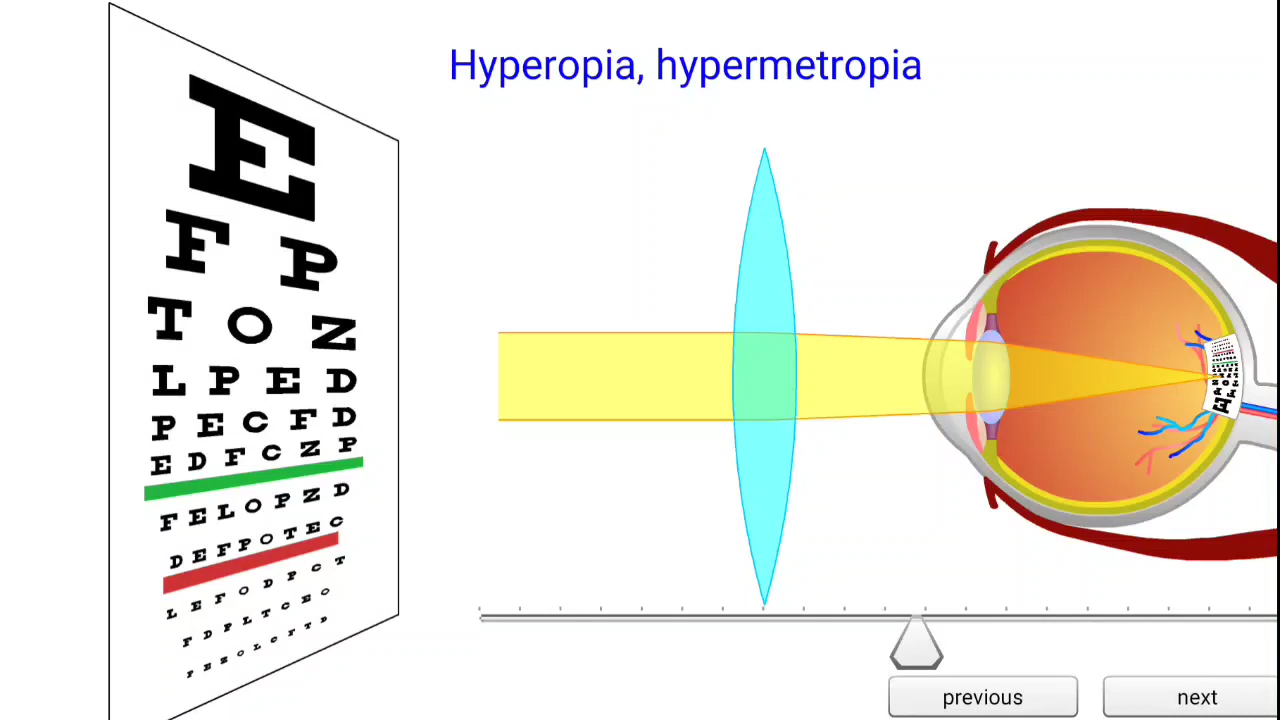 Hyperopia, hypermetropia
E
F P
T O Z
L P E D
P E C F D
E D F C Z P
F E L O P Z D
D E F P O T E C
L E F O D P C T
F D P L T C E O
P E Z O L C F T D
previous
next